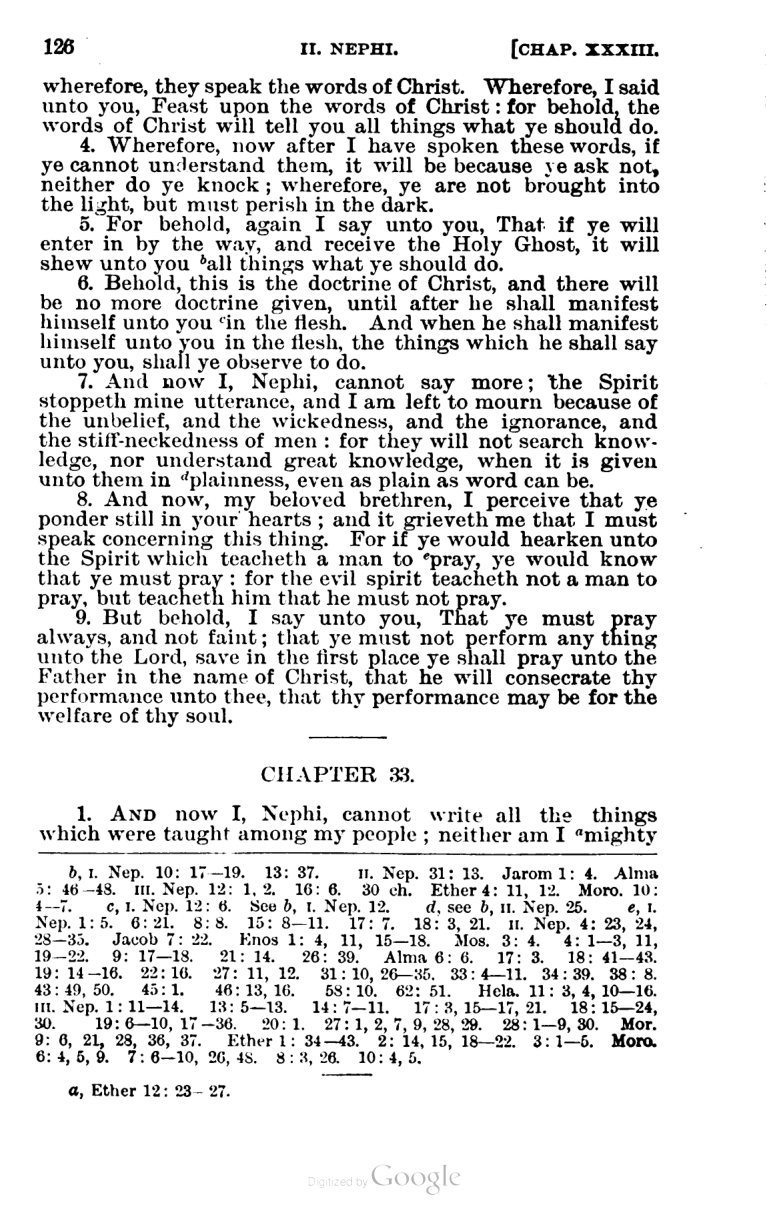 126 II. NEPHI. [CHAP. XXXIII.
wherefore, they speak the words of Christ. Wherefore, I said
unto you, Feast upon the words of Christ : for behold, the
words of Christ will tell you all things what ye should do.
4. Wherefore, now after I have spoken these words, if
ye cannot understand them, it will be because ye ask not,
neither do ye knock ; wherefore, ye are not brought into
the light, but must perish in the dark.
5. For behold, again I say unto you, That if ye will
enter in by the way, and receive the Holy Ghost, it will
shew unto you ᵇall things what ye should do.
6. Behold, this is the doctrine of Christ, and there will
be no more doctrine given, until after he shall manifest
himself unto you ᶜin the flesh. And when he shall manifest
himself unto you in the flesh, the things which he shall say
unto you, shall ye observe to do.
7. And now I, Nephi, cannot say more ; the Spirit
stoppeth mine utterance, and I am left to mourn because of
the unbelief, and the wickedness, and the ignorance, and
the stiff-neckedness of men : for they will not search know-
ledge, nor understand great knowledge, when it is given
unto them in ᵈplainness, even as plain as word can be.
8. And now, my beloved brethren, I perceive that ye
ponder still in your hearts ; and it grieveth me that I must
speak concerning this thing. For if ye would hearken unto
the Spirit which teacheth a man to ᵉpray, ye would know
that ye must pray : for the evil spirit teacheth not a man to
pray, but teacheth him that he must not pray.
9. But behold, I say unto you, That ye must pray
always, and not faint ; that ye must not perform any thing
unto the Lord, save in the first place ye shall pray unto the
Father in the name of Christ, that he will consecrate thy
performance unto thee, that thy performance may be for the
welfare of thy soul.
CHAPTER 33.
1. AND now I, Nephi, cannot write all the things
which were taught among my people ; neither am I ᵃmighty
b, I. Nep. 10: 17—19. 13: 37. II. Nep. 31: 13. Jarom 1: 4. Alma
5: 46—48. III. Nep. 12: 1, 2. 16: 6. 30 ch. Ether 4: 11, 12. Moro. 10:
4—7. c, I. Nep. 12: 6. See b, I. Nep. 12. d, see b, II. Nep. 25. e, I.
Nep. 1: 5. 6: 21. 8: 8. 15: 8—11. 17: 7. 18: 3, 21. II. Nep. 4: 23, 24,
28—35. Jacob 7: 22. Enos 1: 4, 11, 15—18. Mos. 3: 4. 4: 1—3, 11,
19—22. 9: 17—18. 21: 14. 26: 39. Alma 6: 6. 17: 3. 18: 41—43.
19: 14—16. 22: 16. 27: 11, 12. 31: 10, 26—35. 33: 4—11. 34: 39. 38: 8.
43: 49, 50. 45: 1. 46: 13, 16. 58: 10. 62: 51. Hela. 11: 3, 4, 10—16.
III. Nep. 1: 11—14. 13: 5—13. 14: 7—11. 17: 3, 15—17, 21. 18: 15—24,
30. 19: 6—10, 17—36. 20: 1. 27: 1, 2, 7, 9, 28, 29. 28: 1—9, 30. Mor.
9: 6, 21, 28, 36, 37. Ether 1: 34—43. 2: 14, 15, 18—22. 3: 1—5. Moro.
6: 4, 5, 9. 7: 6—10, 26, 48. 8: 3, 26. 10: 4, 5.
a, Ether 12: 23—27.
Digitized by Google